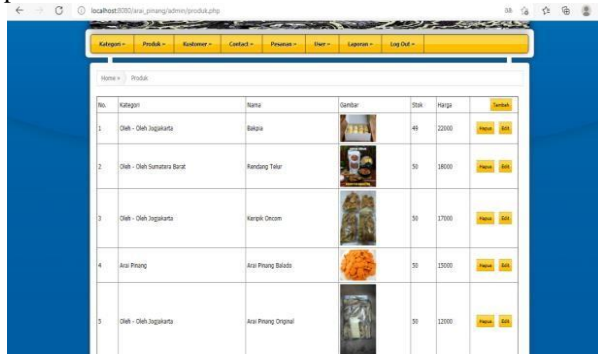 localhost:8080/arai_pinang/admin/produk.php
Kategori Produk Kustomer Contact Pesanan User Laporan Log Out
Home » Produk
No. Kategori Nama Gambar Stok Harga Tambah
1 Oleh - Oleh Jogjakarta Bakpia 49 22000 Hapus Edit
2 Oleh - Oleh Sumatera Barat Rendang Telur 50 18000 Hapus Edit
3 Oleh - Oleh Jogjakarta Keripik Oncom 50 17000 Hapus Edit
4 Arai Pinang Arai Pinang Balado 50 15000 Hapus Edit
5 Oleh - Oleh Jogjakarta Arai Pinang Original 50 12000 Hapus Edit